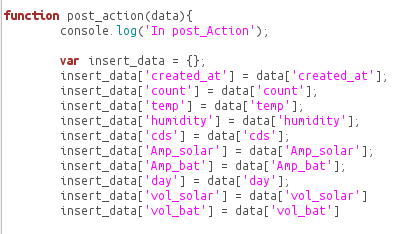 function post_action(data){
console.log('In post_Action');
var insert_data = {};
insert_data['created_at'] = data['created_at'];
insert_data['count'] = data['count'];
insert_data['temp'] = data['temp'];
insert_data['humidity'] = data['humidity'];
insert_data['cds'] = data['cds'];
insert_data['Amp_solar'] = data['Amp_solar'];
insert_data['Amp_bat'] = data['Amp_bat'];
insert_data['day'] = data['day'];
insert_data['vol_solar'] = data['vol_solar']
insert_data['vol_bat'] = data['vol_bat']